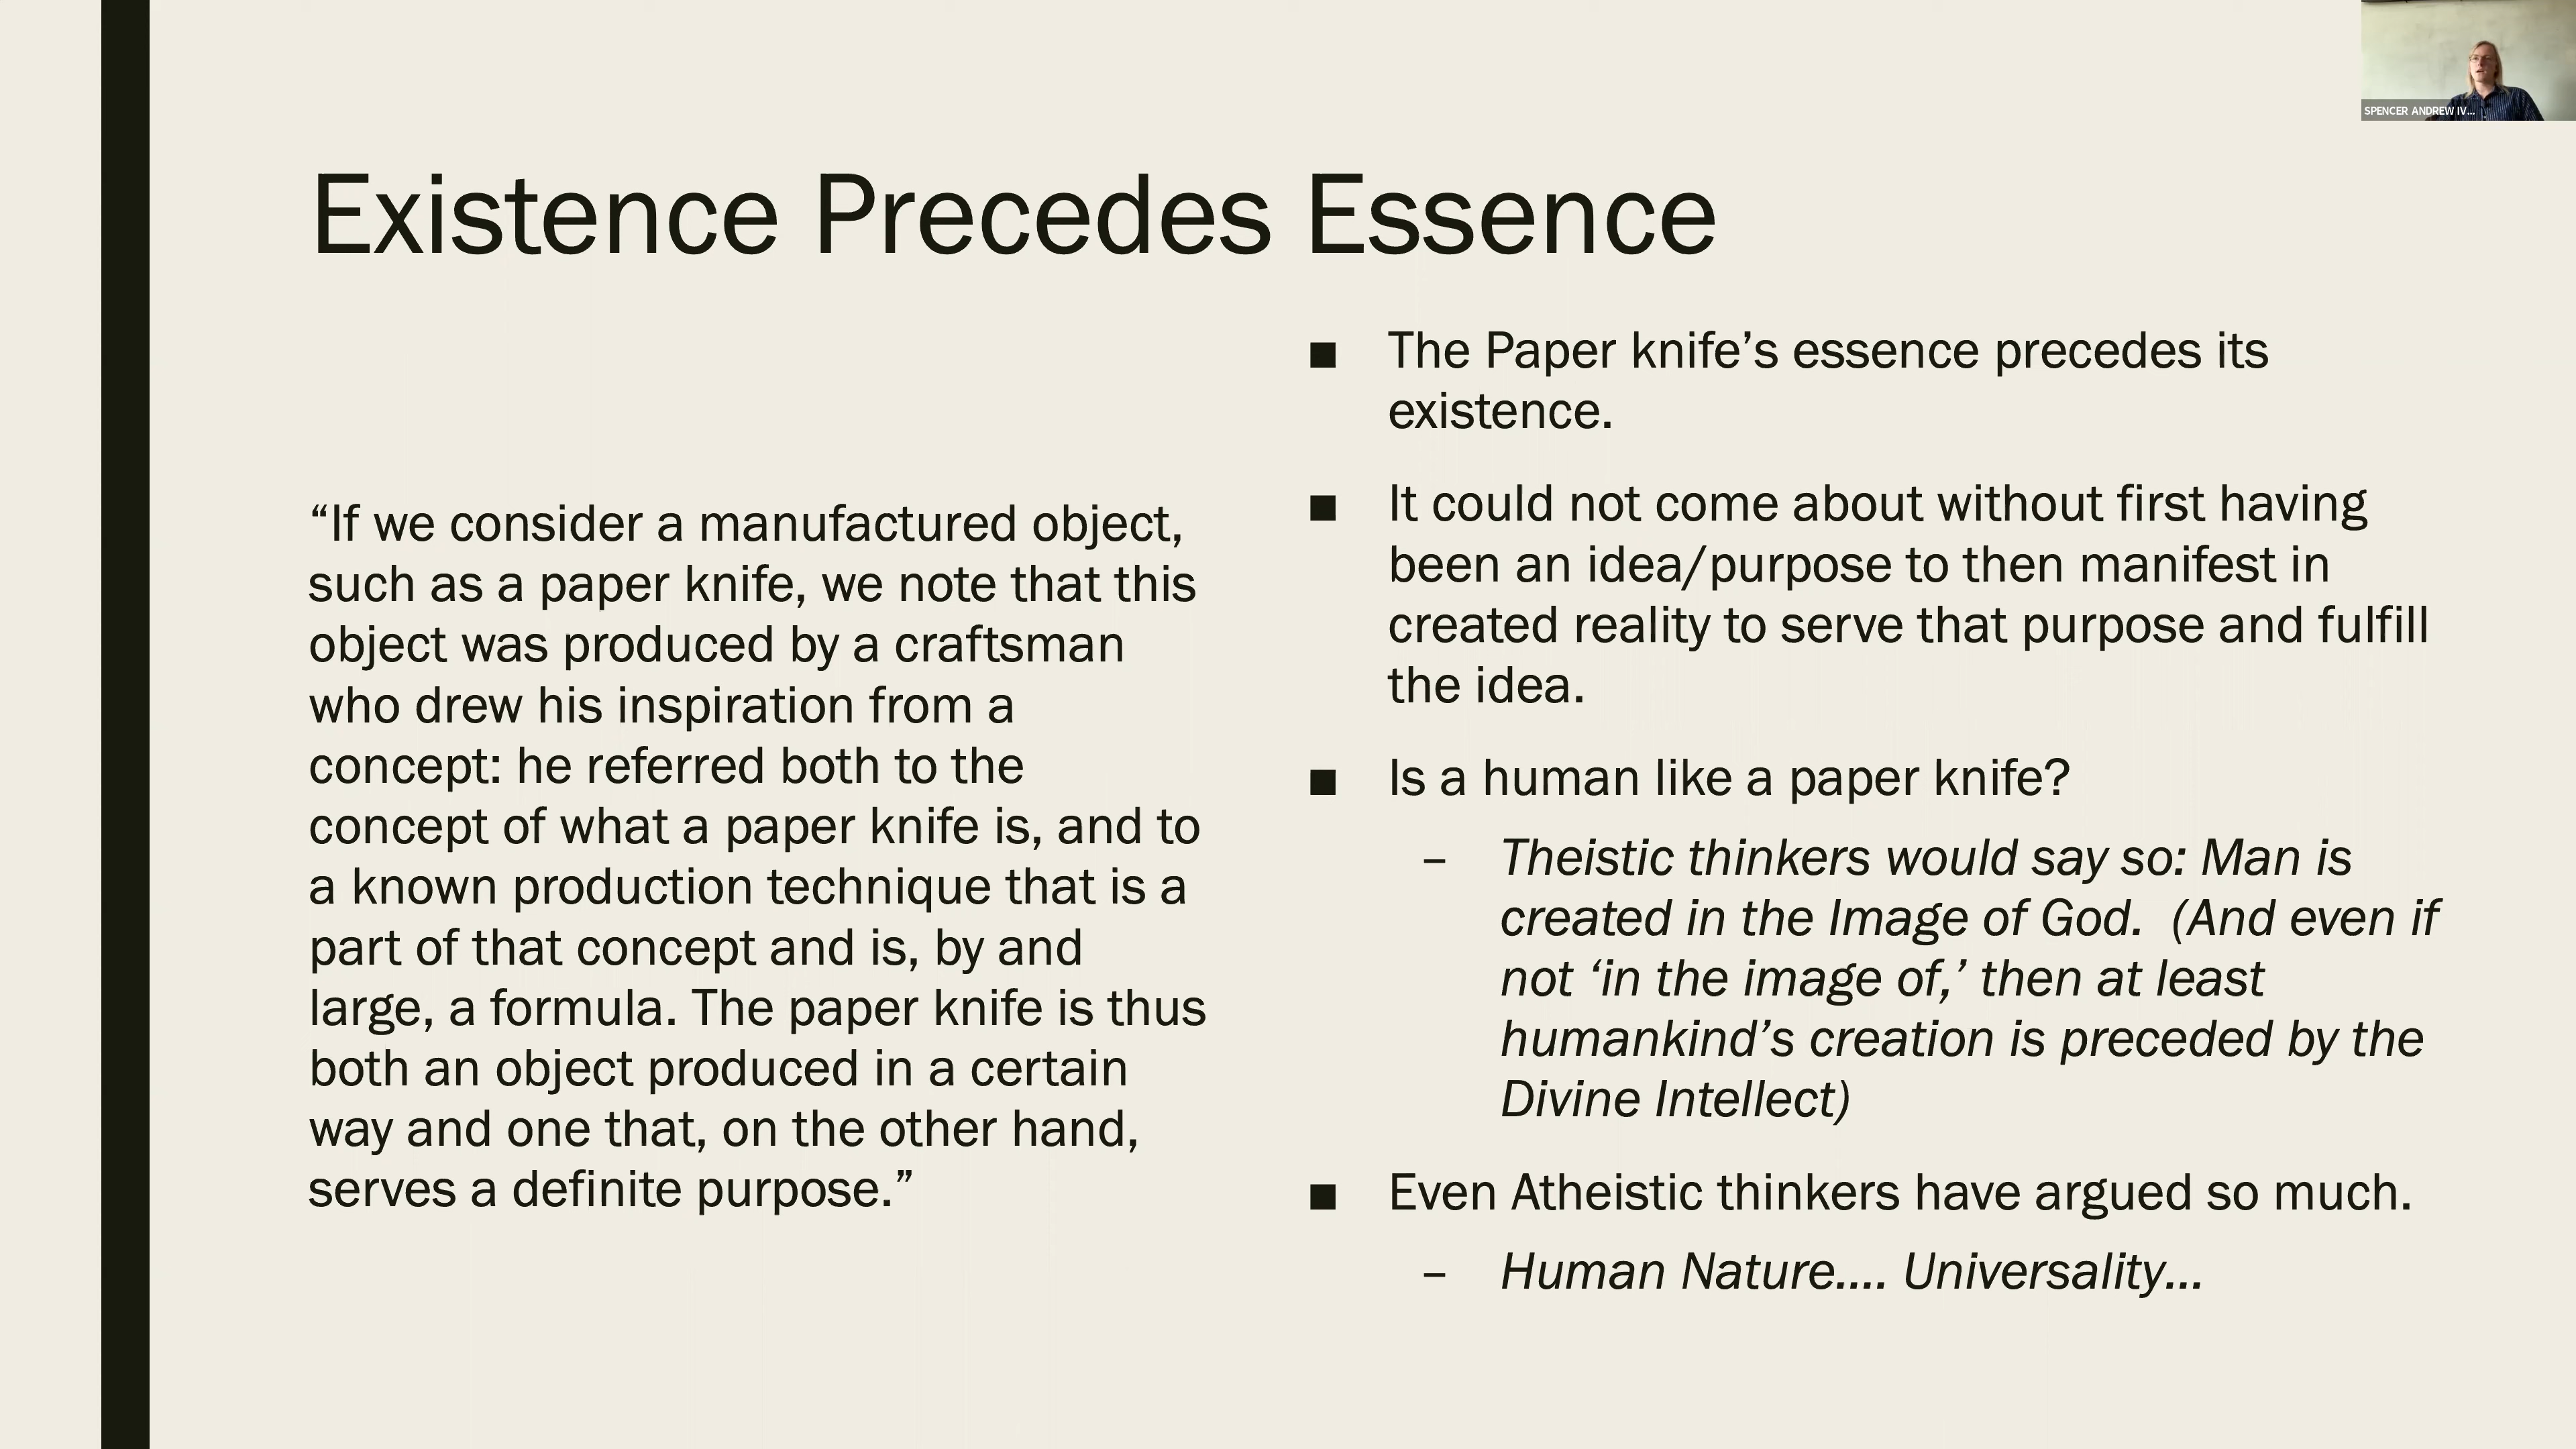 SPENCER ANDREW IV...
Existence Precedes Essence
“If we consider a manufactured object,
such as a paper knife, we note that this
object was produced by a craftsman
who drew his inspiration from a
concept: he referred both to the
concept of what a paper knife is, and to
a known production technique that is a
part of that concept and is, by and
large, a formula. The paper knife is thus
both an object produced in a certain
way and one that, on the other hand,
serves a definite purpose.”
■ The Paper knife’s essence precedes its
existence.
■ It could not come about without first having
been an idea/purpose to then manifest in
created reality to serve that purpose and fulfill
the idea.
■ Is a human like a paper knife?
– Theistic thinkers would say so: Man is
created in the Image of God.  (And even if
not ‘in the image of,’ then at least
humankind’s creation is preceded by the
Divine Intellect)
■ Even Atheistic thinkers have argued so much.
– Human Nature.... Universality...